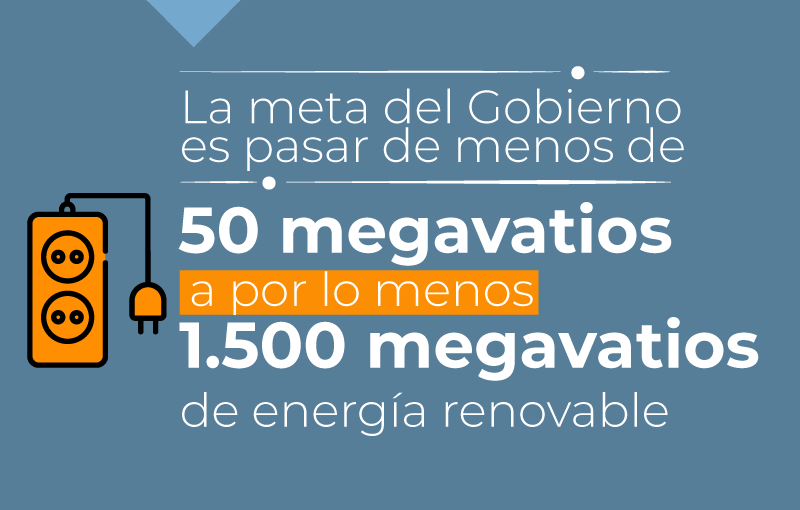 La meta del Gobierno
es pasar de menos de
50 megavatios
a por lo menos
1.500 megavatios
de energía renovable